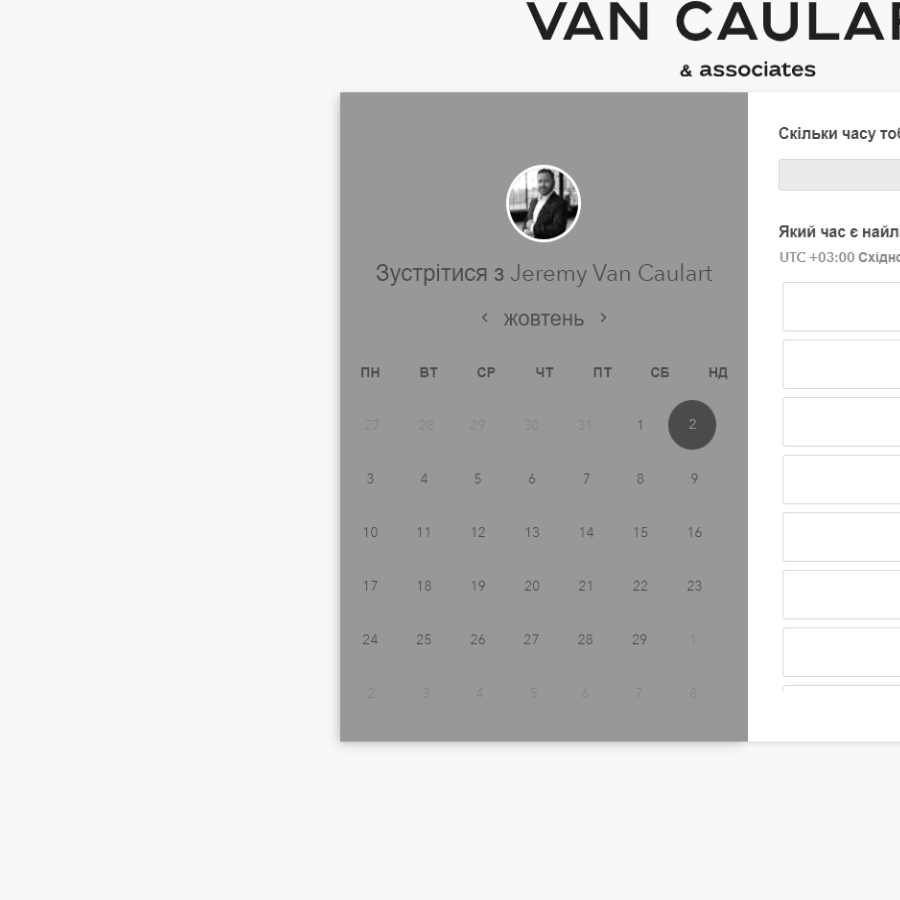 VAN CAULAR
& associates
Скільки часу тоб
Зустрітися з Jeremy Van Caulart
жовтень
ПН ВТ СР ЧТ ПТ СБ НД
27 28 29 30 31 1 2
3 4 5 6 7 8 9
10 11 12 13 14 15 16
17 18 19 20 21 22 23
24 25 26 27 28 29 1
2 3 4 5 6 7 8
Який час є найл
UTC +03:00 Східно